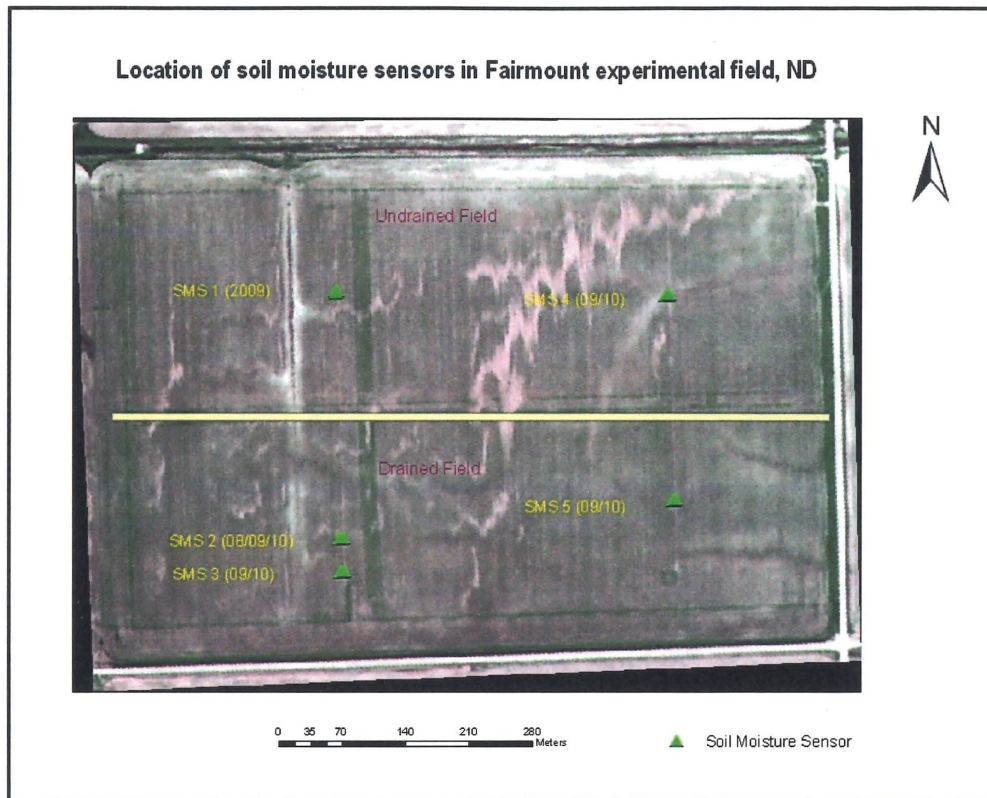 Location of soil moisture sensors in Fairmount experimental field, ND
N
Undrained Field
SMS 1 (2009)
SMS 4 (09/10)
Drained Field
SMS 5 (09/10)
SMS 2 (08/09/10)
SMS 3 (09/10)
0 35 70 140 210 280
Meters
Soil Moisture Sensor